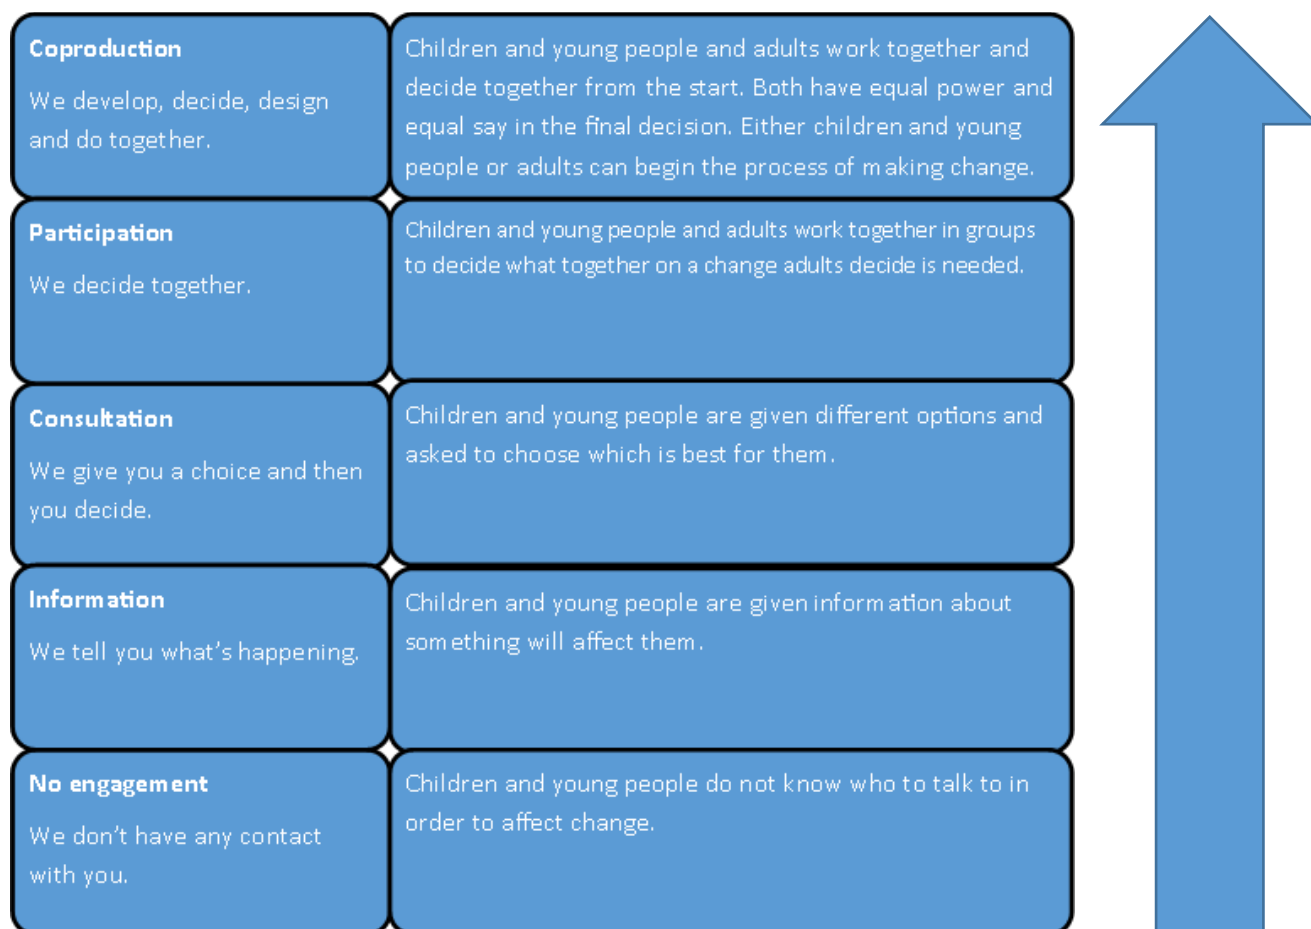 Coproduction
We develop, decide, design
and do together.
Children and young people and adults work together and
decide together from the start. Both have equal power and
equal say in the final decision. Either children and young
people or adults can begin the process of making change.
Participation
We decide together.
Children and young people and adults work together in groups
to decide what together on a change adults decide is needed.
Consultation
We give you a choice and then
you decide.
Children and young people are given different options and
asked to choose which is best for them.
Information
We tell you what’s happening.
Children and young people are given information about
something will affect them.
No engagement
We don’t have any contact
with you.
Children and young people do not know who to talk to in
order to affect change.